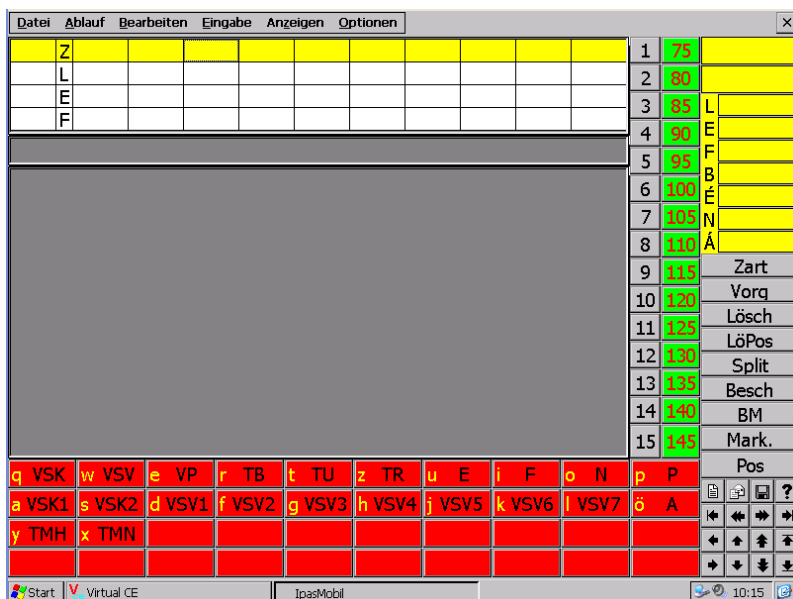 Datei Ablauf Bearbeiten Eingabe Anzeigen Optionen
Z
L
E
F
1 75
2 80
3 85
4 90
5 95
6 100
7 105
8 110
9 115
10 120
11 125
12 130
13 135
14 140
15 145
L
E
F
B
É
N
Á
Zart
Vorg
Lösch
LöPos
Split
Besch
BM
Mark.
Pos
q VSK w VSV e VP r TB t TU z TR u E i F o N p P
a VSK1 s VSK2 d VSV1 f VSV2 g VSV3 h VSV4 j VSV5 k VSV6 l VSV7 ö A
y TMH x TMN
?
Start Virtual CE IpasMobil 10:15